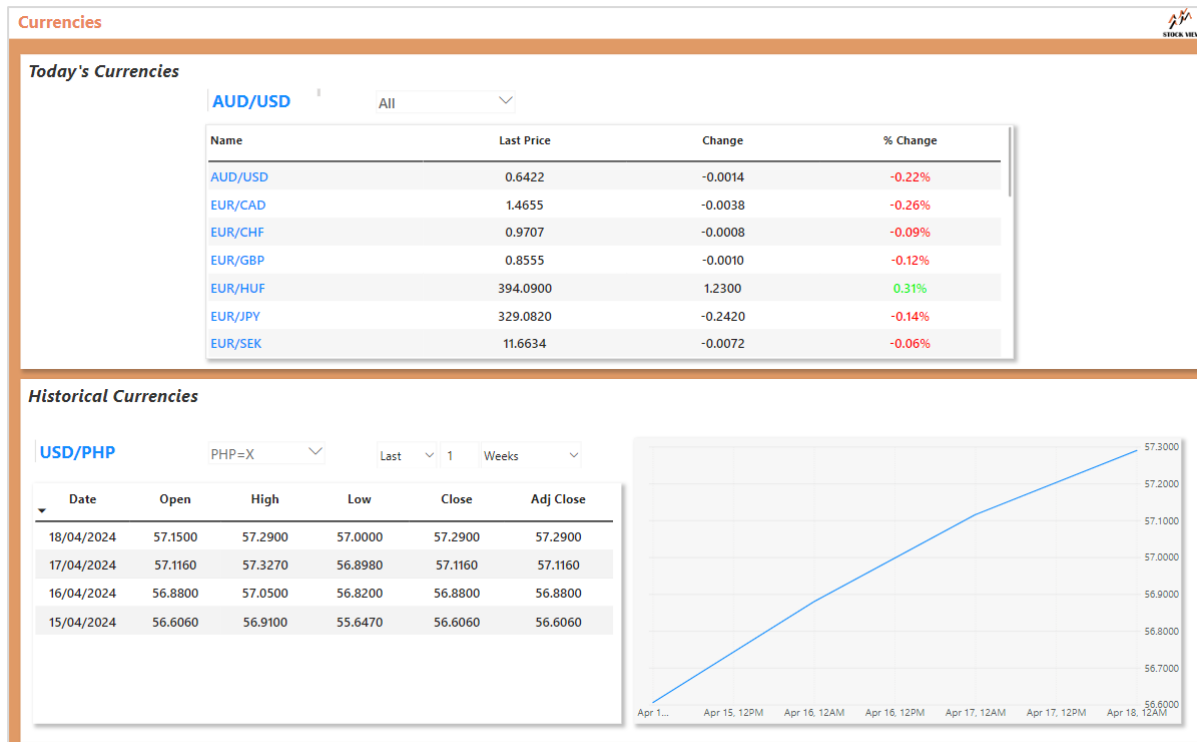 Currencies
STOCK VIEW
Today's Currencies
AUD/USD All
Name Last Price Change % Change
AUD/USD 0.6422 -0.0014 -0.22%
EUR/CAD 1.4655 -0.0038 -0.26%
EUR/CHF 0.9707 -0.0008 -0.09%
EUR/GBP 0.8555 -0.0010 -0.12%
EUR/HUF 394.0900 1.2300 0.31%
EUR/JPY 329.0820 -0.2420 -0.14%
EUR/SEK 11.6634 -0.0072 -0.06%
Historical Currencies
USD/PHP PHP=X Last 1 Weeks
Date Open High Low Close Adj Close
18/04/2024 57.1500 57.2900 57.0000 57.2900 57.2900
17/04/2024 57.1160 57.3270 56.8980 57.1160 57.1160
16/04/2024 56.8800 57.0500 56.8200 56.8800 56.8800
15/04/2024 56.6060 56.9100 55.6470 56.6060 56.6060
57.3000
57.2000
57.1000
57.0000
56.9000
56.8000
56.7000
56.6000
Apr 1... Apr 15, 12PM Apr 16, 12AM Apr 16, 12PM Apr 17, 12AM Apr 17, 12PM Apr 18, 12AM